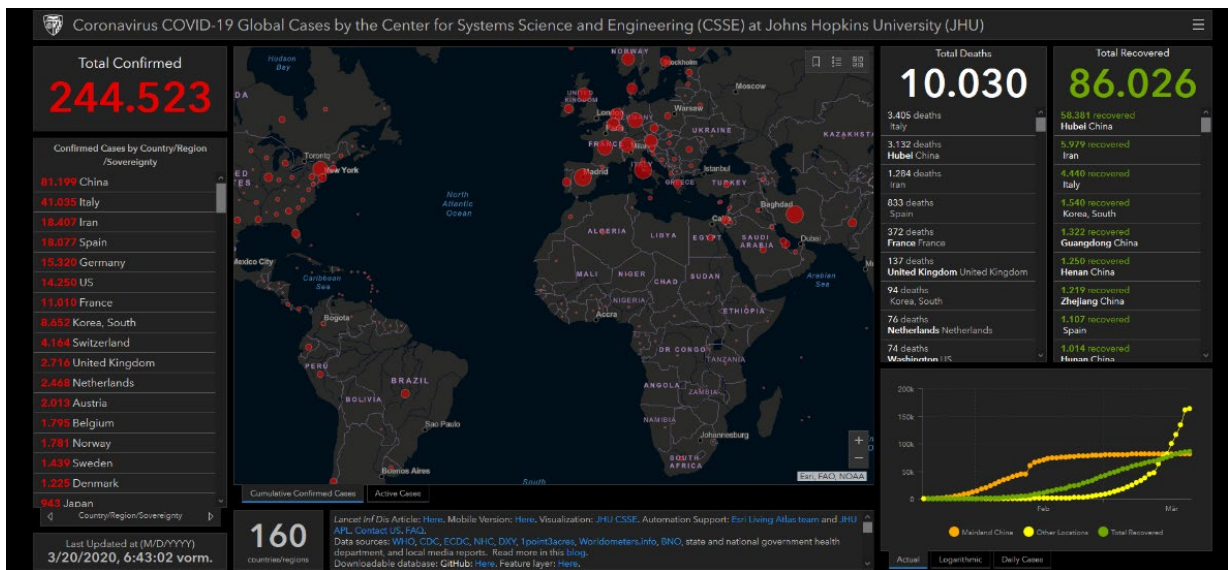 Coronavirus COVID-19 Global Cases by the Center for Systems Science and Engineering (CSSE) at Johns Hopkins University (JHU)
Total Confirmed
244.523
Confirmed Cases by Country/Region
/Sovereignty
81.199 China
41.035 Italy
18.407 Iran
18.077 Spain
15.320 Germany
14.250 US
11.010 France
8.652 Korea, South
4.164 Switzerland
2.716 United Kingdom
2.468 Netherlands
2.013 Austria
1.795 Belgium
1.781 Norway
1.439 Sweden
1.225 Denmark
943 Japan
Country/Region/Sovereignty
Last Updated at (M/D/YYYY)
3/20/2020, 6:43:02 vorm.
Hudson
Bay
NORWAY
Stockholm
Moscow
UNITED
KINGDOM
London
Warsaw
Paris
UKRAINE
KAZAKHST
FRANCE
Toronto
New York
Madrid
ITALY
Istanbul
GREECE
TURKEY
North
Atlantic
Ocean
Baghdad
Cairo
ALGERIA
LIBYA
EGYPT
SAUDI
ARABIA
Dubai
Mexico City
Caribbean
Sea
MALI
NIGER
CHAD
SUDAN
Arabian
Sea
NIGERIA
Accra
ETHIOPIA
Bogota
DR CONGO
TANZANIA
PERU
BRAZIL
BOLIVIA
ANGOLA
ZAMBIA
Sao Paulo
NAMIBIA
Johannesburg
SOUTH
AFRICA
Buenos Aires
South
Esri, FAO, NOAA
Cumulative Confirmed Cases
Active Cases
160
countries/regions
Lancet Inf Dis Article: Here. Mobile Version: Here. Visualization: JHU CSSE. Automation Support: Esri Living Atlas team and JHU
APL. Contact US. FAQ.
Data sources: WHO, CDC, ECDC, NHC, DXY, 1point3acres, Worldometers.info, BNO, state and national government health
department, and local media reports. Read more in this blog.
Downloadable database: GitHub: Here. Feature layer: Here.
Total Deaths
10.030
3.405 deaths
Italy
3.132 deaths
Hubei China
1.284 deaths
Iran
833 deaths
Spain
372 deaths
France France
137 deaths
United Kingdom United Kingdom
94 deaths
Korea, South
76 deaths
Netherlands Netherlands
74 deaths
Washington US
Total Recovered
86.026
58.381 recovered
Hubei China
5.979 recovered
Iran
4.440 recovered
Italy
1.540 recovered
Korea, South
1.322 recovered
Guangdong China
1.250 recovered
Henan China
1.219 recovered
Zhejiang China
1.107 recovered
Spain
1.014 recovered
Hunan China
200k
150k
100k
50k
0
Feb
Mär
Mainland China
Other Locations
Total Recovered
Actual
Logarithmic
Daily Cases